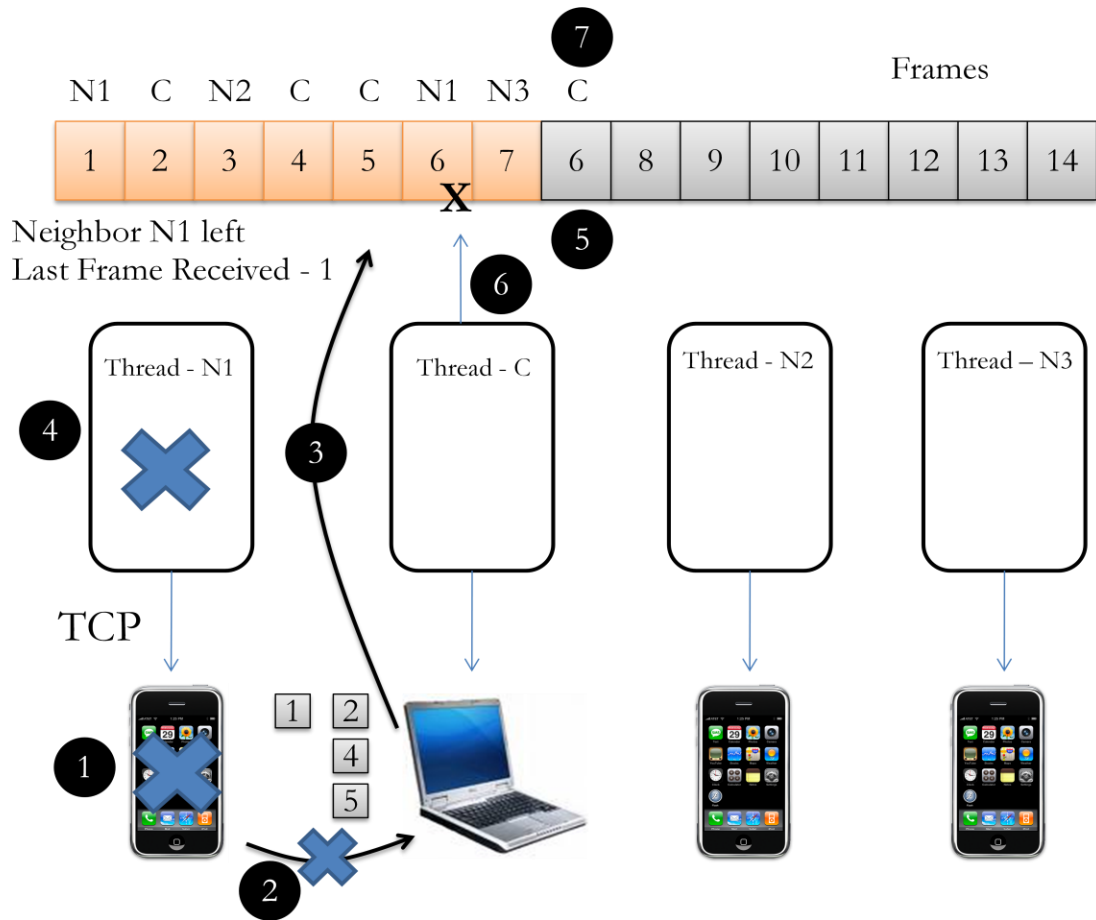 7
N1 C N2 C C N1 N3 C
Frames
1 2 3 4 5 6 7 6 8 9 10 11 12 13 14
X
Neighbor N1 left
Last Frame Received - 1
5
6
Thread - N1
Thread - C
Thread - N2
Thread – N3
4
3
TCP
1 2
4
5
1
2